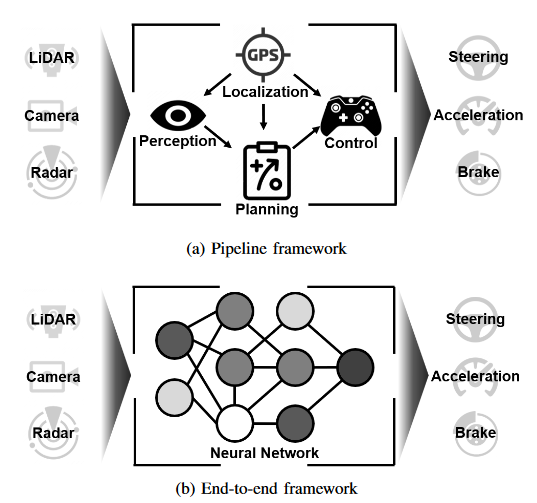 LiDAR
Camera
Radar
GPS
Localization
Perception
Control
Planning
Steering
Acceleration
Brake
(a) Pipeline framework
LiDAR
Camera
Radar
Neural Network
Steering
Acceleration
Brake
(b) End-to-end framework